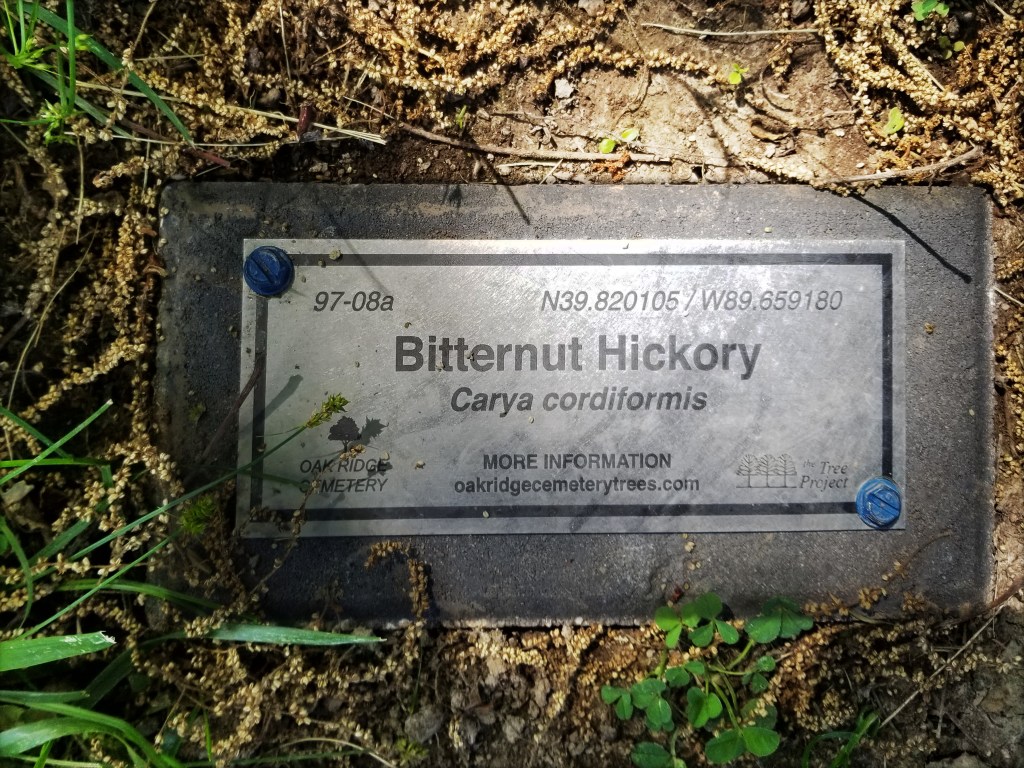 97-08a N39.820105 / W89.659180
Bitternut Hickory
Carya cordiformis
OAK RIDGE
CEMETERY
MORE INFORMATION
oakridgecemeterytrees.com
the Tree
Project